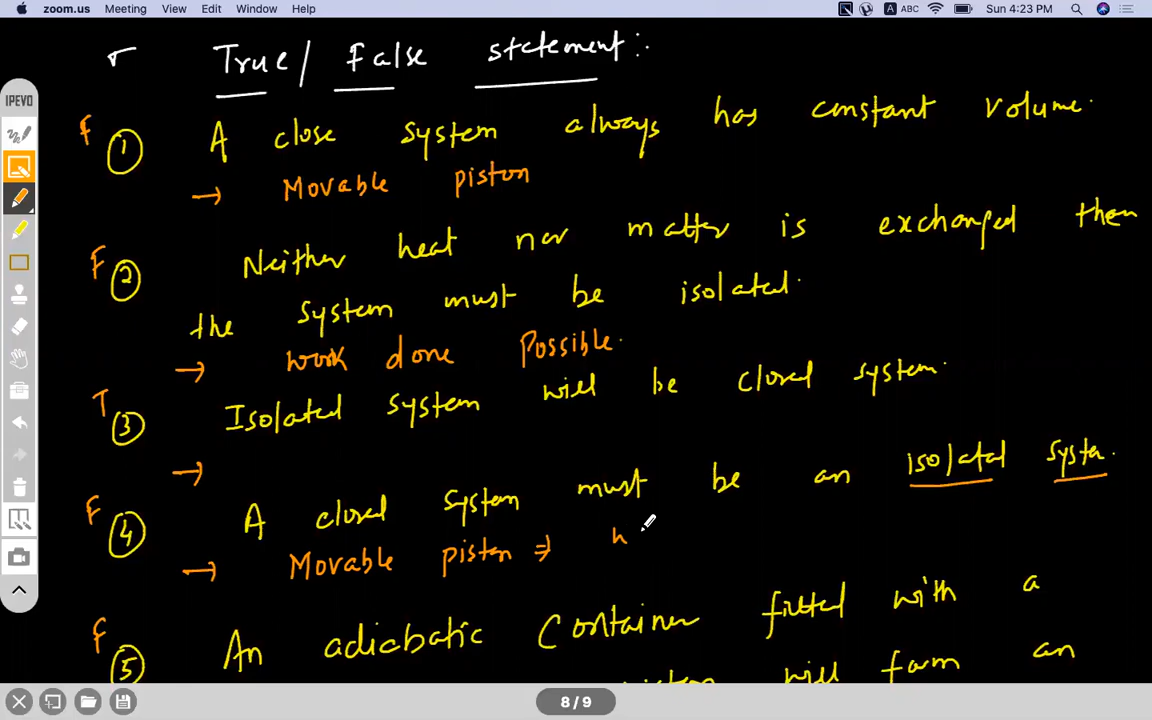 zoom.us Meeting View Edit Window Help
ABC Sun 4:23 PM
IPEVO
True/ False statement:
F ① A close system always has constant volume.
→ Movable piston
F ② Neither heat nor matter is exchanged then
the system must be isolated.
→ work done possible.
T ③ Isolated system will be closed system.
→
F ④ A closed system must be an isolated system.
→ Movable piston ⇒
F ⑤ An adiabatic Container fitted with a
piston will form an
8 / 9